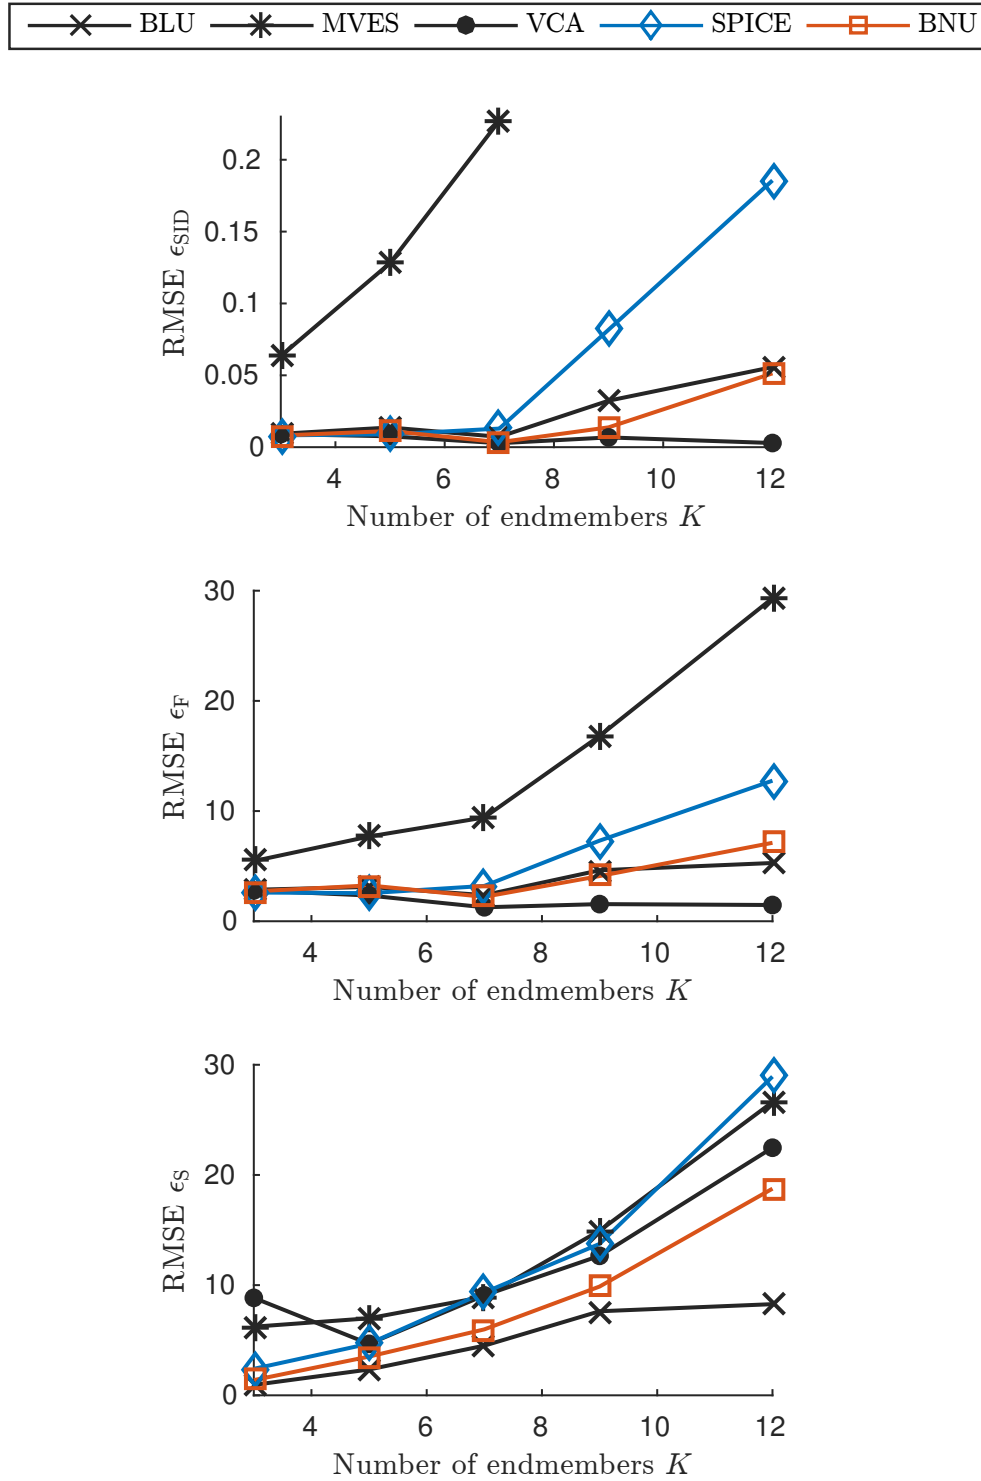 BLU MVES VCA SPICE BNU
0.2
0.15
0.1
0.05
0
RMSE ϵSID
4 6 8 10 12
Number of endmembers K
30
20
10
0
RMSE ϵF
4 6 8 10 12
Number of endmembers K
30
20
10
0
RMSE ϵS
4 6 8 10 12
Number of endmembers K